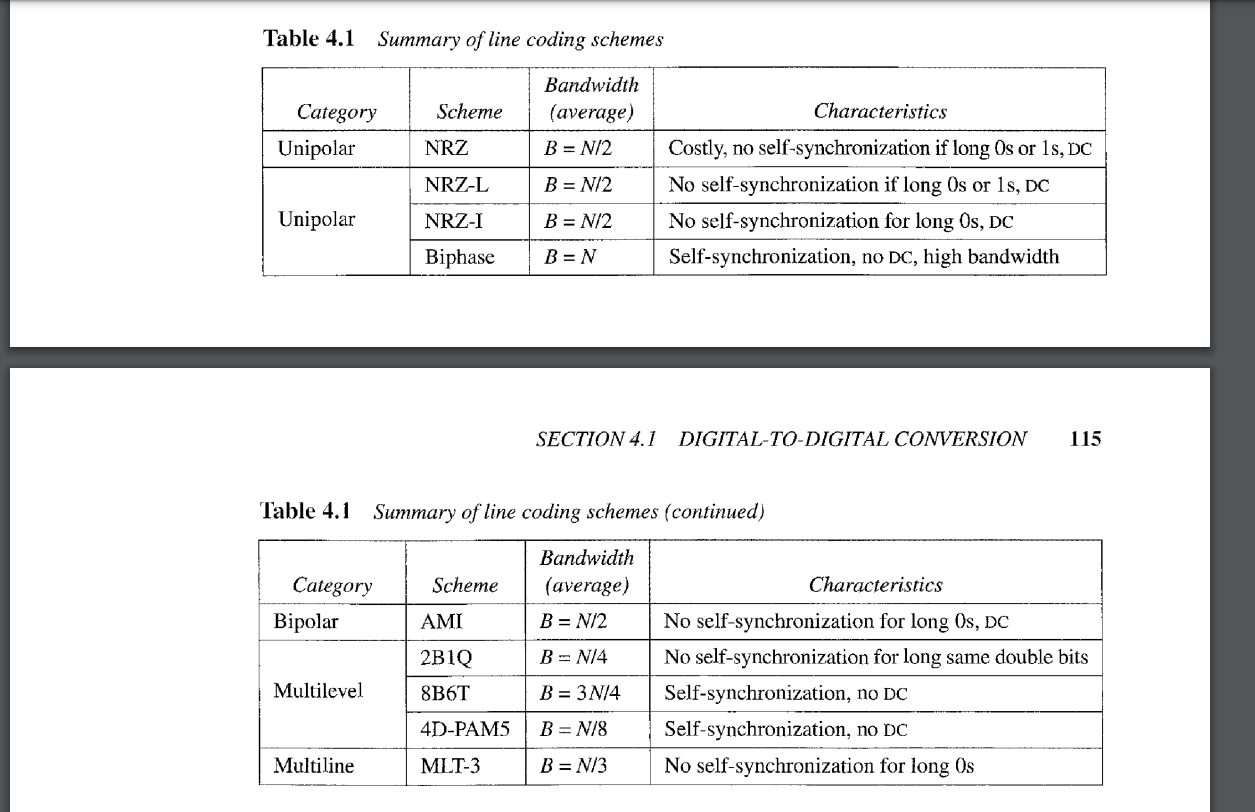 Table 4.1 Summary of line coding schemes
Category Scheme Bandwidth (average) Characteristics
Unipolar NRZ B = N/2 Costly, no self-synchronization if long 0s or 1s, DC
Unipolar NRZ-L B = N/2 No self-synchronization if long 0s or 1s, DC
NRZ-I B = N/2 No self-synchronization for long 0s, DC
Biphase B = N Self-synchronization, no DC, high bandwidth
SECTION 4.1 DIGITAL-TO-DIGITAL CONVERSION 115
Table 4.1 Summary of line coding schemes (continued)
Category Scheme Bandwidth (average) Characteristics
Bipolar AMI B = N/2 No self-synchronization for long 0s, DC
Multilevel 2B1Q B = N/4 No self-synchronization for long same double bits
8B6T B = 3N/4 Self-synchronization, no DC
4D-PAM5 B = N/8 Self-synchronization, no DC
Multiline MLT-3 B = N/3 No self-synchronization for long 0s